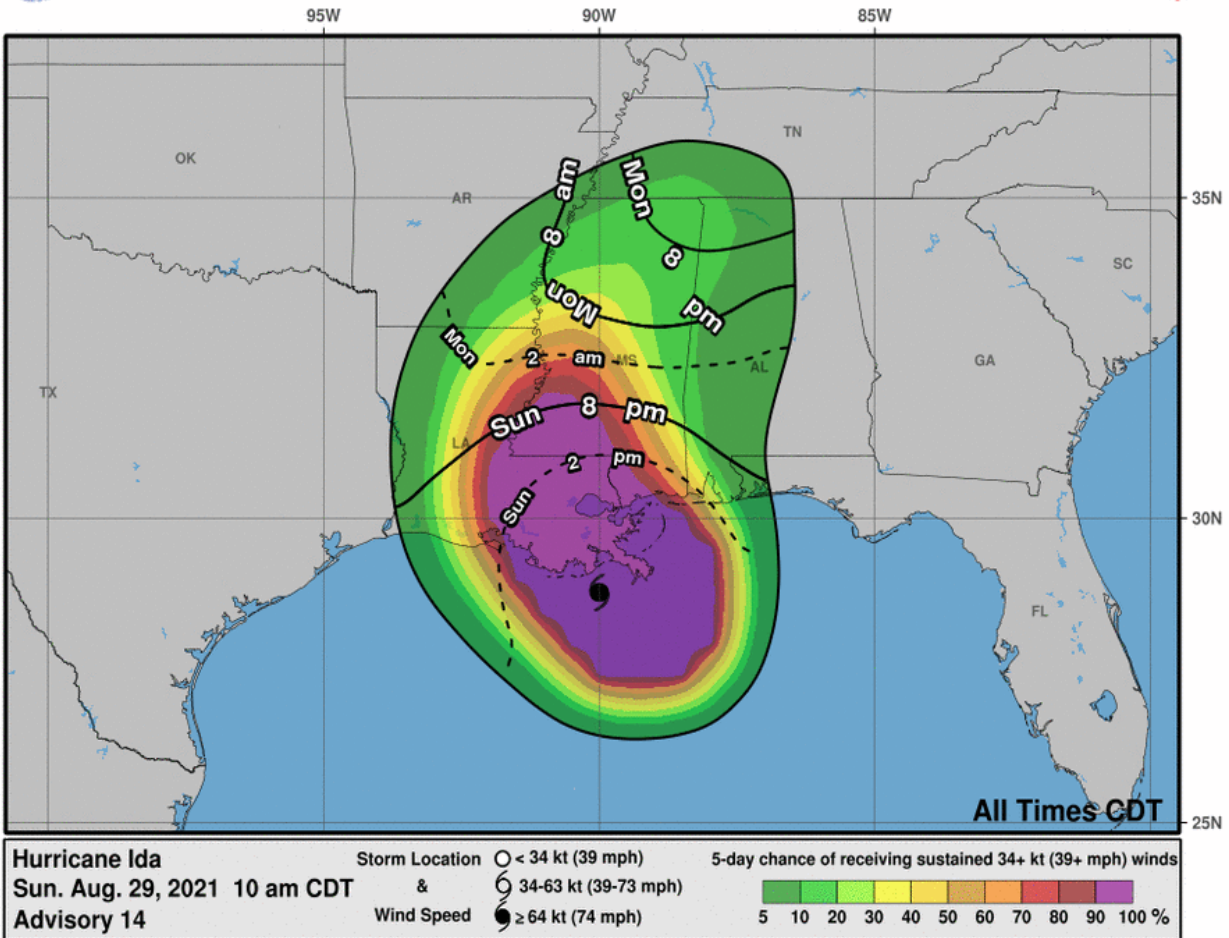 95W 90W 85W
TN
OK
am
Mon
AR
35N
8
8
SC
Mon
pm
Mon
2 am
MS
AL
GA
TX
Sun 8 pm
LA
2 pm
Sun
30N
FL
All Times CDT
25N
Hurricane Ida
Sun. Aug. 29, 2021 10 am CDT
Advisory 14
Storm Location
&
Wind Speed
< 34 kt (39 mph)
34-63 kt (39-73 mph)
≥ 64 kt (74 mph)
5-day chance of receiving sustained 34+ kt (39+ mph) winds
5 10 20 30 40 50 60 70 80 90 100 %